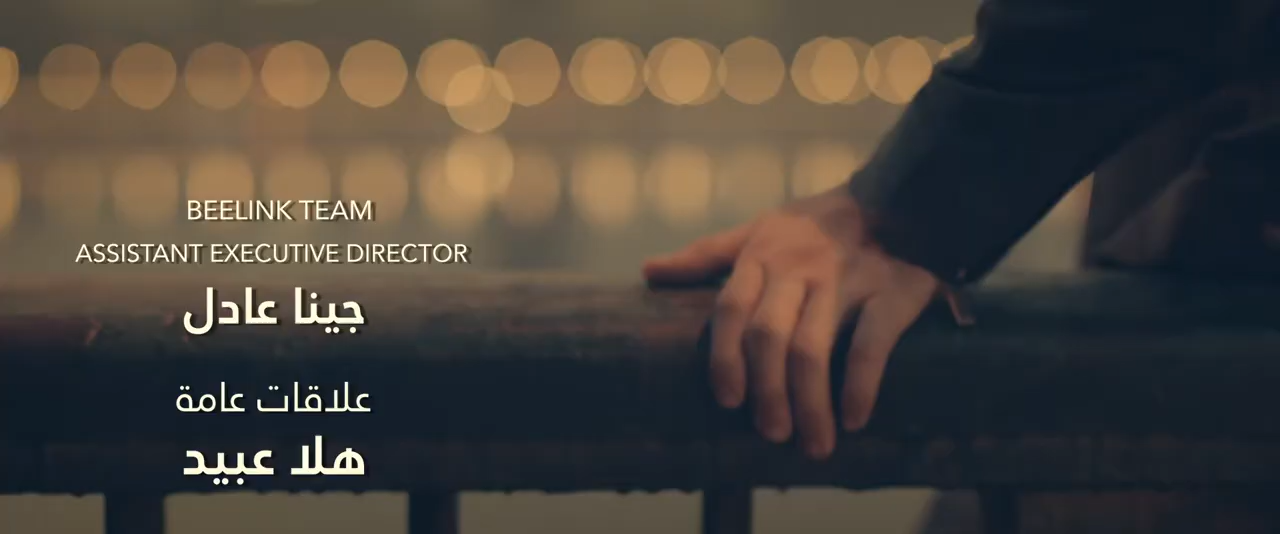 BEELINK TEAM
ASSISTANT EXECUTIVE DIRECTOR
جينا عادل
علاقات عامة
هلا عبيد